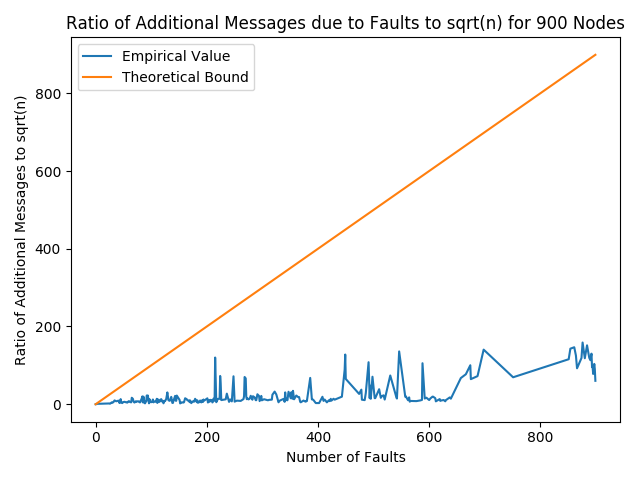 Ratio of Additional Messages due to Faults to sqrt(n) for 900 Nodes
Empirical Value
Theoretical Bound
Ratio of Additional Messages to sqrt(n)
800
600
400
200
0
0 200 400 600 800
Number of Faults